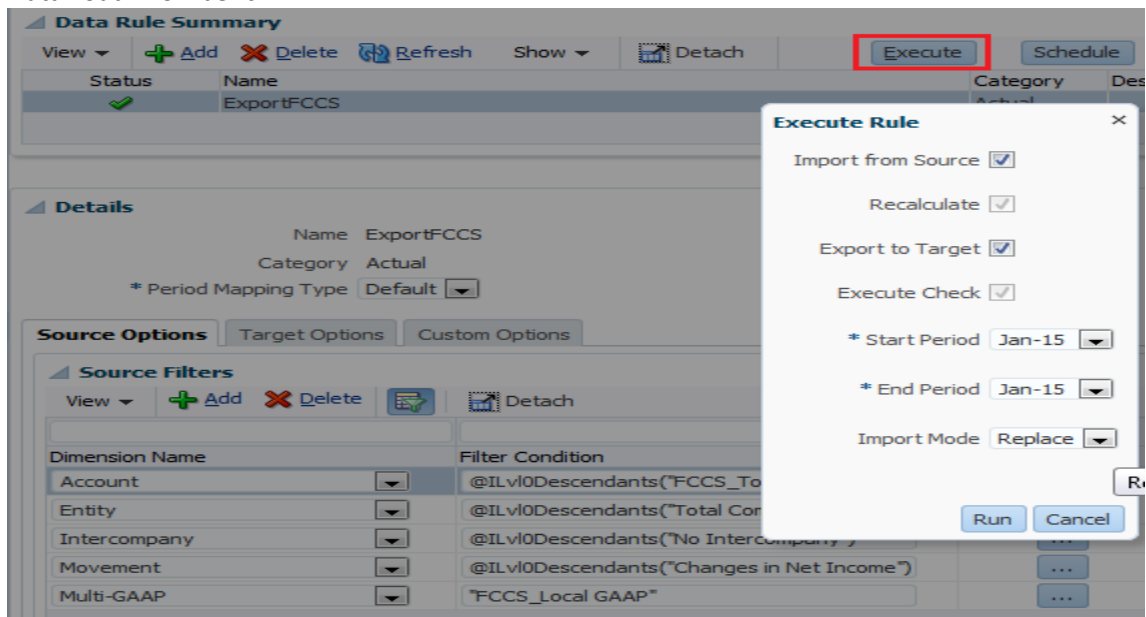 Data Rule Summary
View Add Delete Refresh Show Detach Execute Schedule
Status Name Category
ExportFCCS Actual
Execute Rule
Import from Source
Recalculate
Export to Target
Execute Check
* Start Period Jan-15
* End Period Jan-15
Import Mode Replace
Run Cancel
Details
Name ExportFCCS
Category Actual
* Period Mapping Type Default
Source Options Target Options Custom Options
Source Filters
View Add Delete Detach
Dimension Name Filter Condition
Account @ILvl0Descendants("FCCS_To
Entity @ILvl0Descendants("Total Cor
Intercompany @ILvl0Descendants("No Intercompany")
Movement @ILvl0Descendants("Changes in Net Income") ...
Multi-GAAP "FCCS_Local GAAP" ...